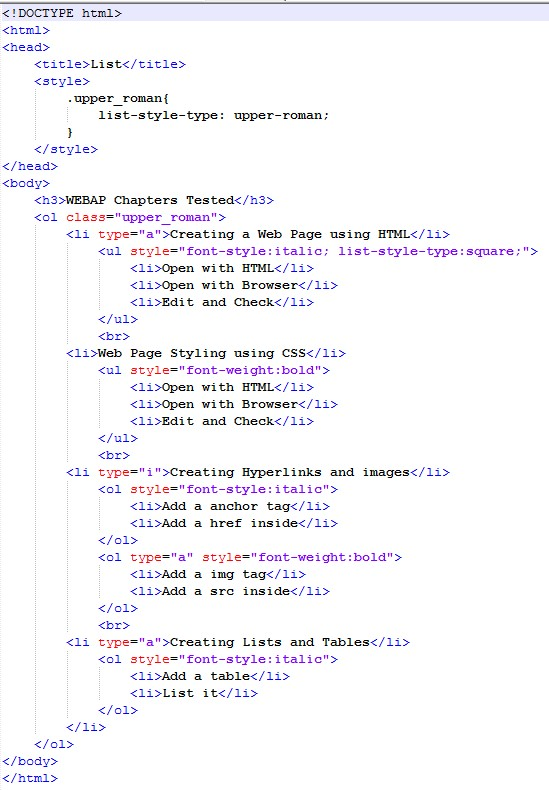 <!DOCTYPE html>
<html>
<head>
    <title>List</title>
    <style>
        .upper_roman{
            list-style-type: upper-roman;
        }
    </style>
</head>
<body>
    <h3>WEBAP Chapters Tested</h3>
    <ol class="upper_roman">
        <li type="a">Creating a Web Page using HTML</li>
            <ul style="font-style:italic; list-style-type:square;">
                <li>Open with HTML</li>
                <li>Open with Browser</li>
                <li>Edit and Check</li>
            </ul>
            <br>
        <li>Web Page Styling using CSS</li>
            <ul style="font-weight:bold">
                <li>Open with HTML</li>
                <li>Open with Browser</li>
                <li>Edit and Check</li>
            </ul>
            <br>
        <li type="i">Creating Hyperlinks and images</li>
            <ol style="font-style:italic">
                <li>Add a anchor tag</li>
                <li>Add a href inside</li>
            </ol>
            <ol type="a" style="font-weight:bold">
                <li>Add a img tag</li>
                <li>Add a src inside</li>
            </ol>
            <br>
        <li type="a">Creating Lists and Tables</li>
            <ol style="font-style:italic">
                <li>Add a table</li>
                <li>List it</li>
            </ol>
        </li>
    </ol>
</body>
</html>